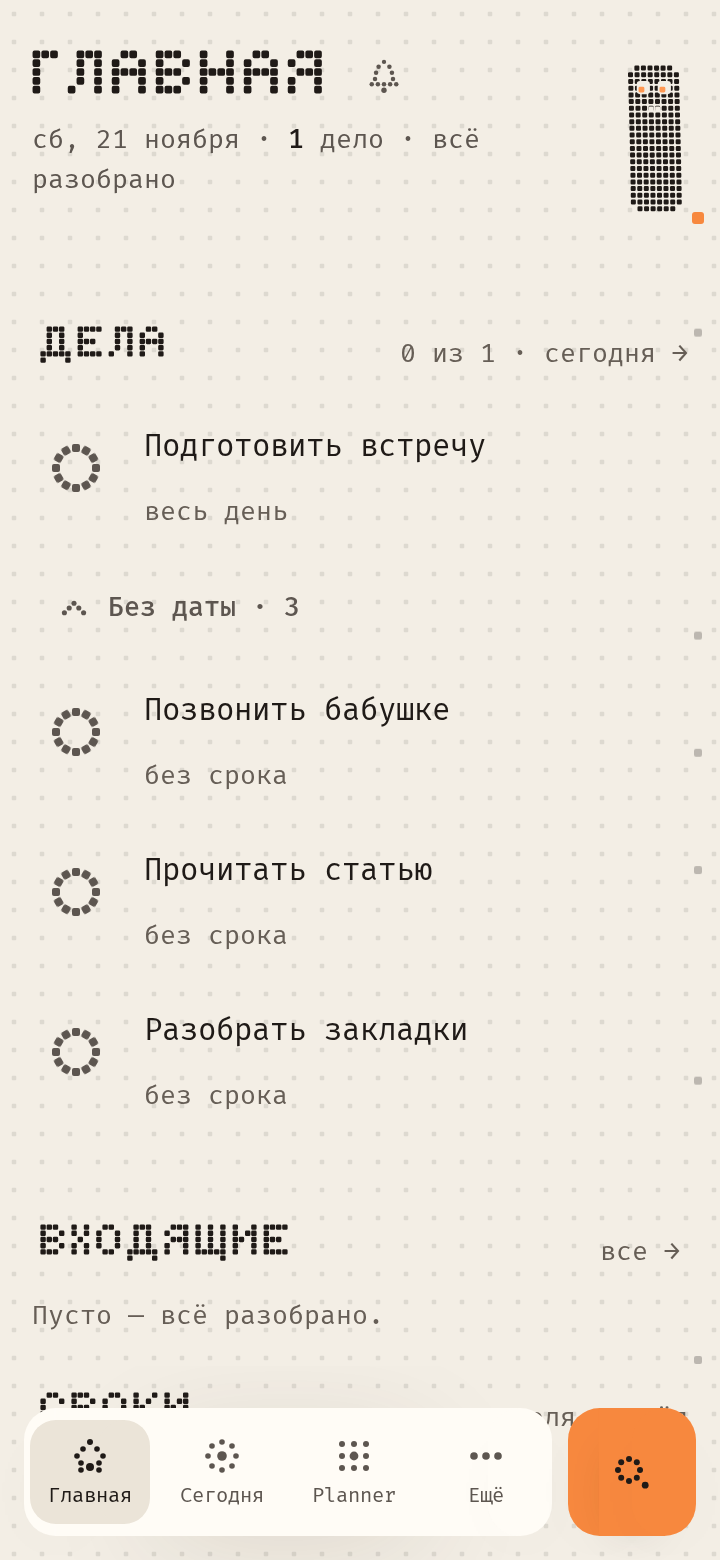 ГЛАВНАЯ
сб, 21 ноября · 1 дело · всё
разобрано
ДЕЛА
0 из 1 · сегодня →
Подготовить встречу
весь день
Без даты · 3
Позвонить бабушке
без срока
Прочитать статью
без срока
Разобрать закладки
без срока
ВХОДЯЩИЕ
все →
Пусто — всё разобрано.
Главная
Сегодня
Planner
Ещё